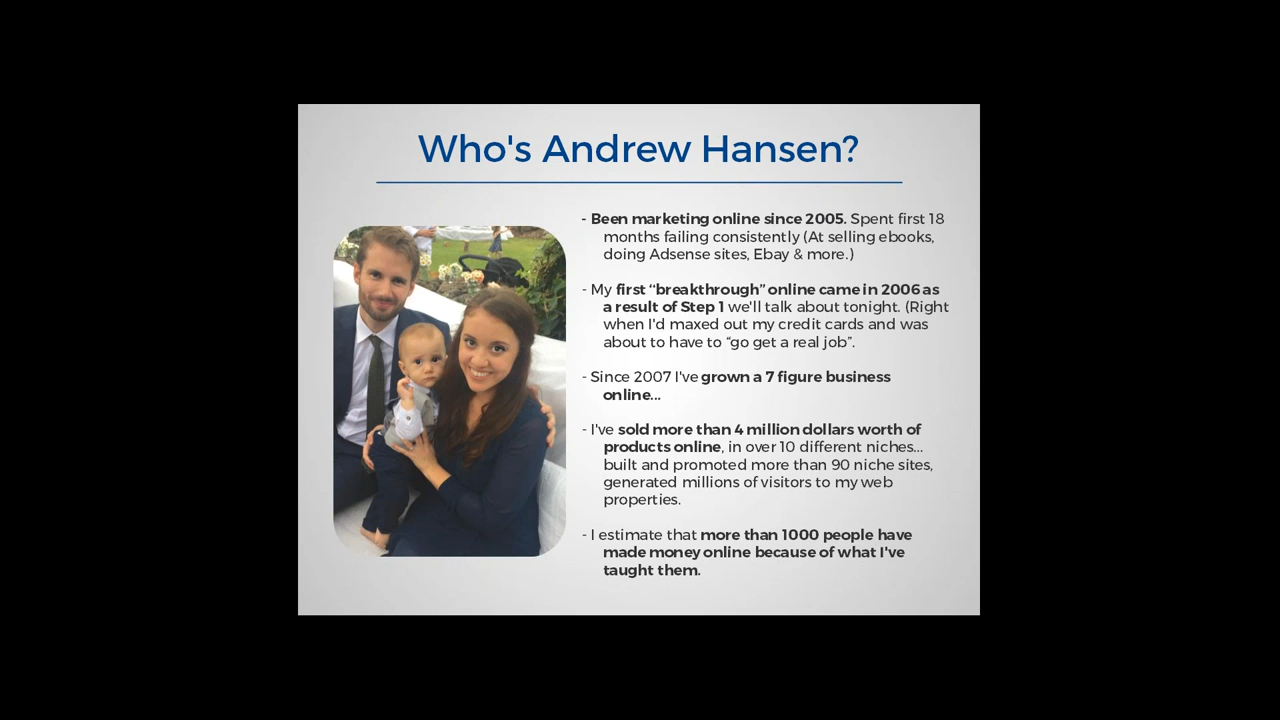 Who's Andrew Hansen?
- Been marketing online since 2005. Spent first 18
months failing consistently (At selling ebooks,
doing Adsense sites, Ebay & more.)
- My first “breakthrough” online came in 2006 as
a result of Step 1 we'll talk about tonight. (Right
when I'd maxed out my credit cards and was
about to have to “go get a real job”.
- Since 2007 I've grown a 7 figure business
online...
- I've sold more than 4 million dollars worth of
products online, in over 10 different niches...
built and promoted more than 90 niche sites,
generated millions of visitors to my web
properties.
- I estimate that more than 1000 people have
made money online because of what I've
taught them.